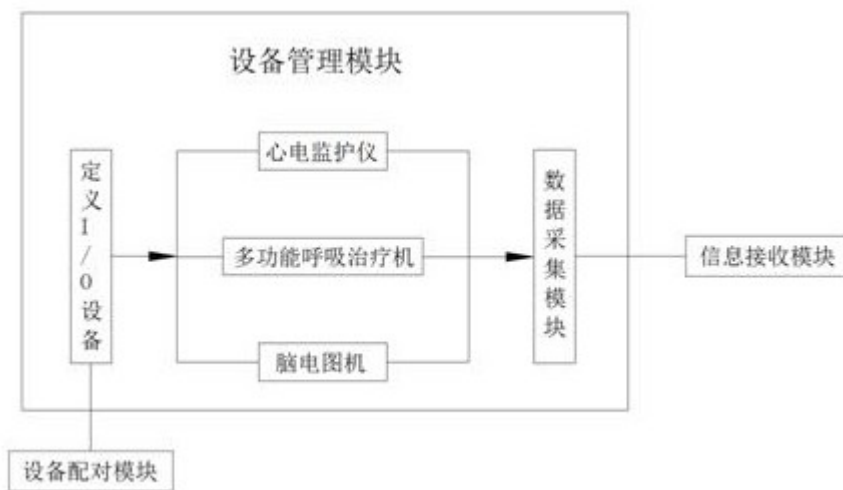 设备管理模块
定义I/O设备
心电监护仪
多功能呼吸治疗机
脑电图机
数据采集模块
信息接收模块
设备配对模块